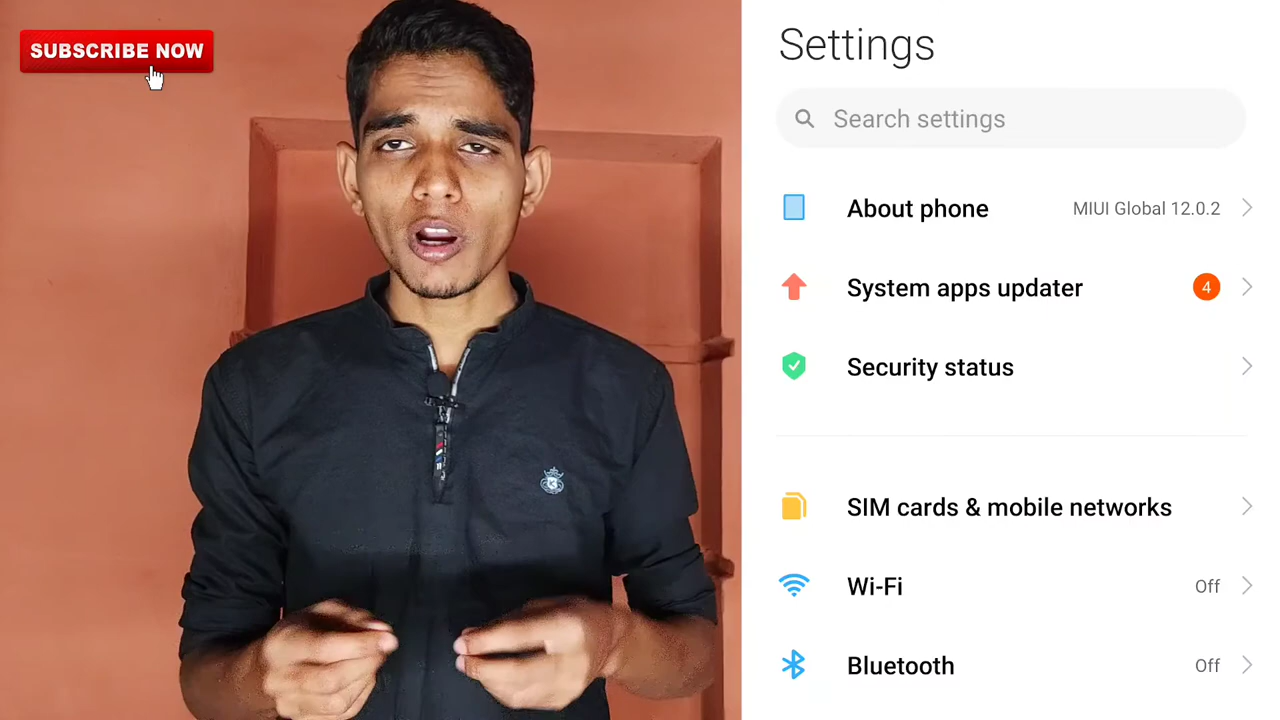 SUBSCRIBE NOW
Settings
Search settings
About phone MIUI Global 12.0.2
System apps updater 4
Security status
SIM cards & mobile networks
Wi-Fi Off
Bluetooth Off